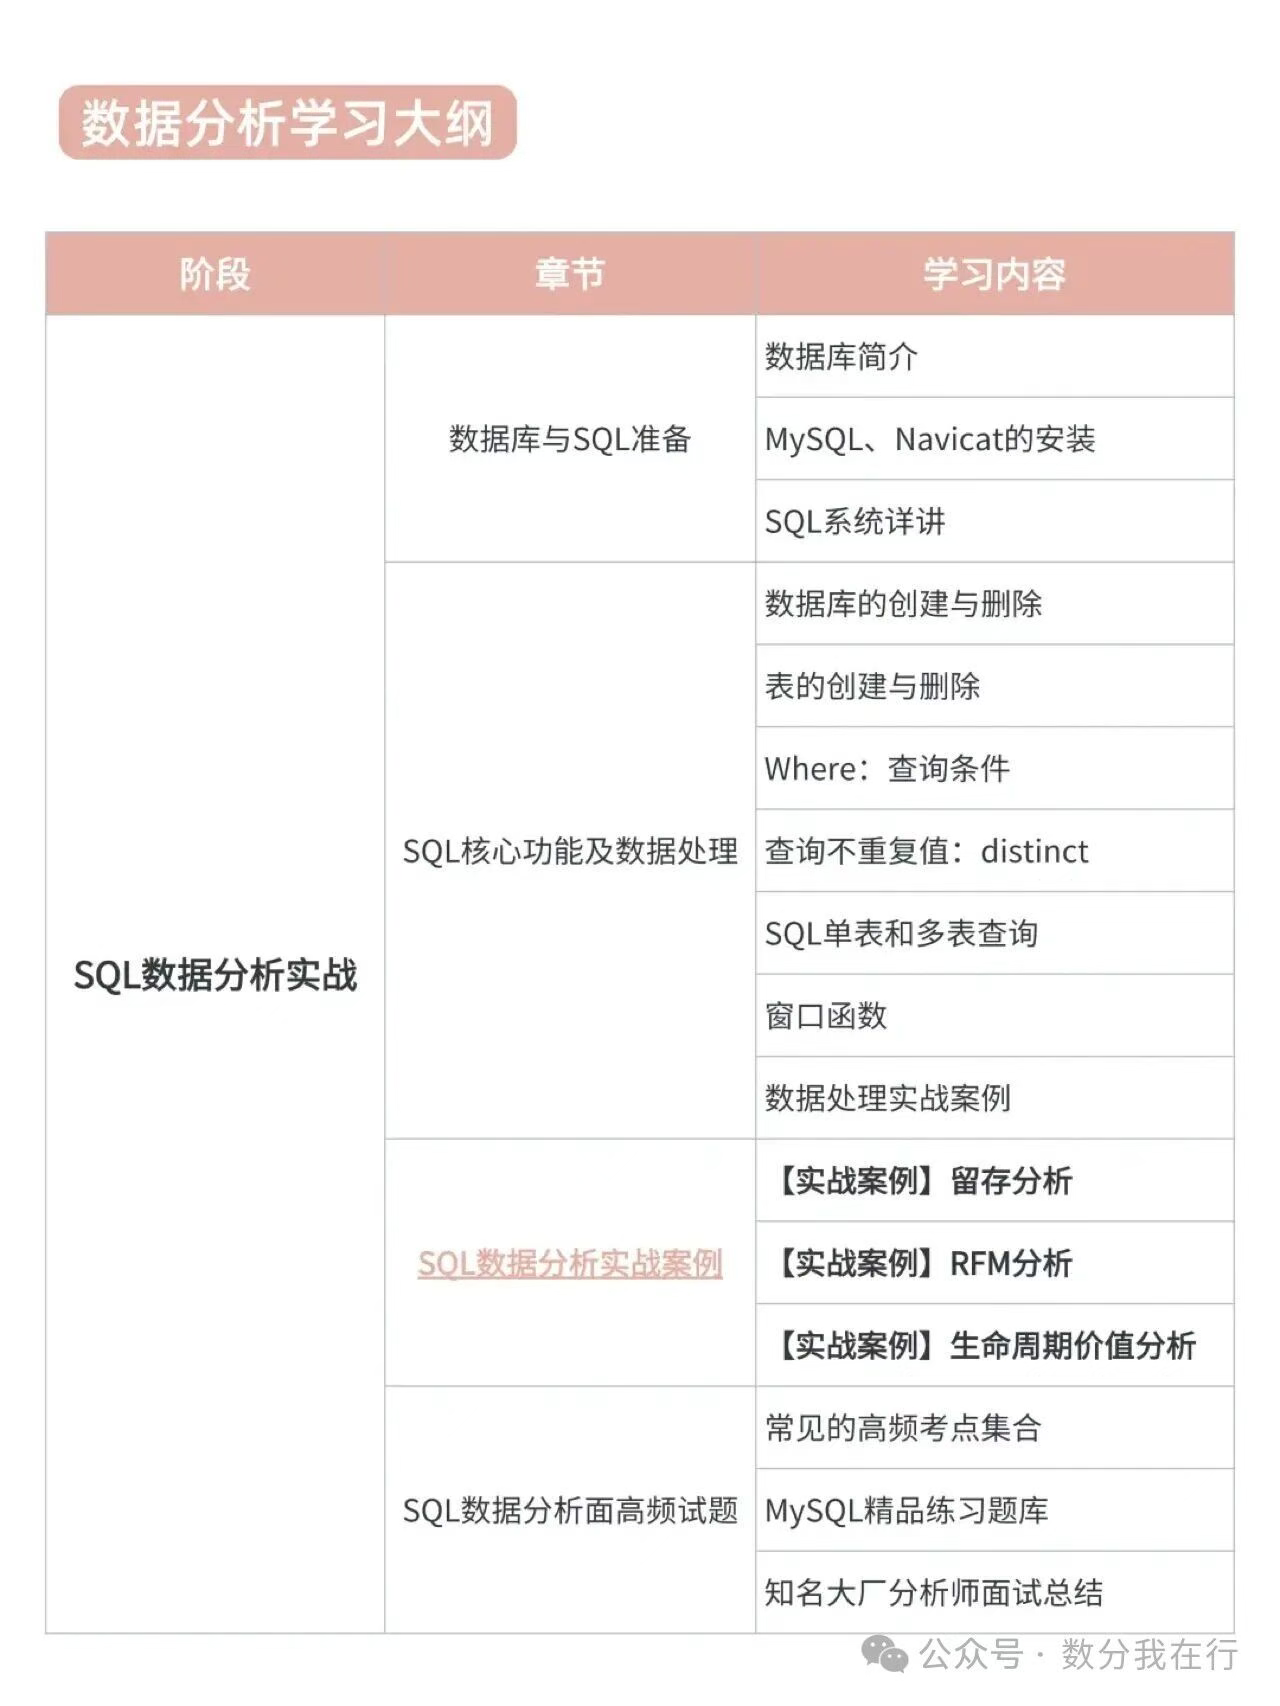 数据分析学习大纲
阶段 章节 学习内容
SQL数据分析实战
数据库与SQL准备
数据库简介
MySQL、Navicat的安装
SQL系统详讲
SQL核心功能及数据处理
数据库的创建与删除
表的创建与删除
Where：查询条件
查询不重复值：distinct
SQL单表和多表查询
窗口函数
数据处理实战案例
SQL数据分析实战案例
【实战案例】留存分析
【实战案例】RFM分析
【实战案例】生命周期价值分析
SQL数据分析面高频试题
常见的高频考点集合
MySQL精品练习题库
知名大厂分析师面试总结
公众号·数分我在行